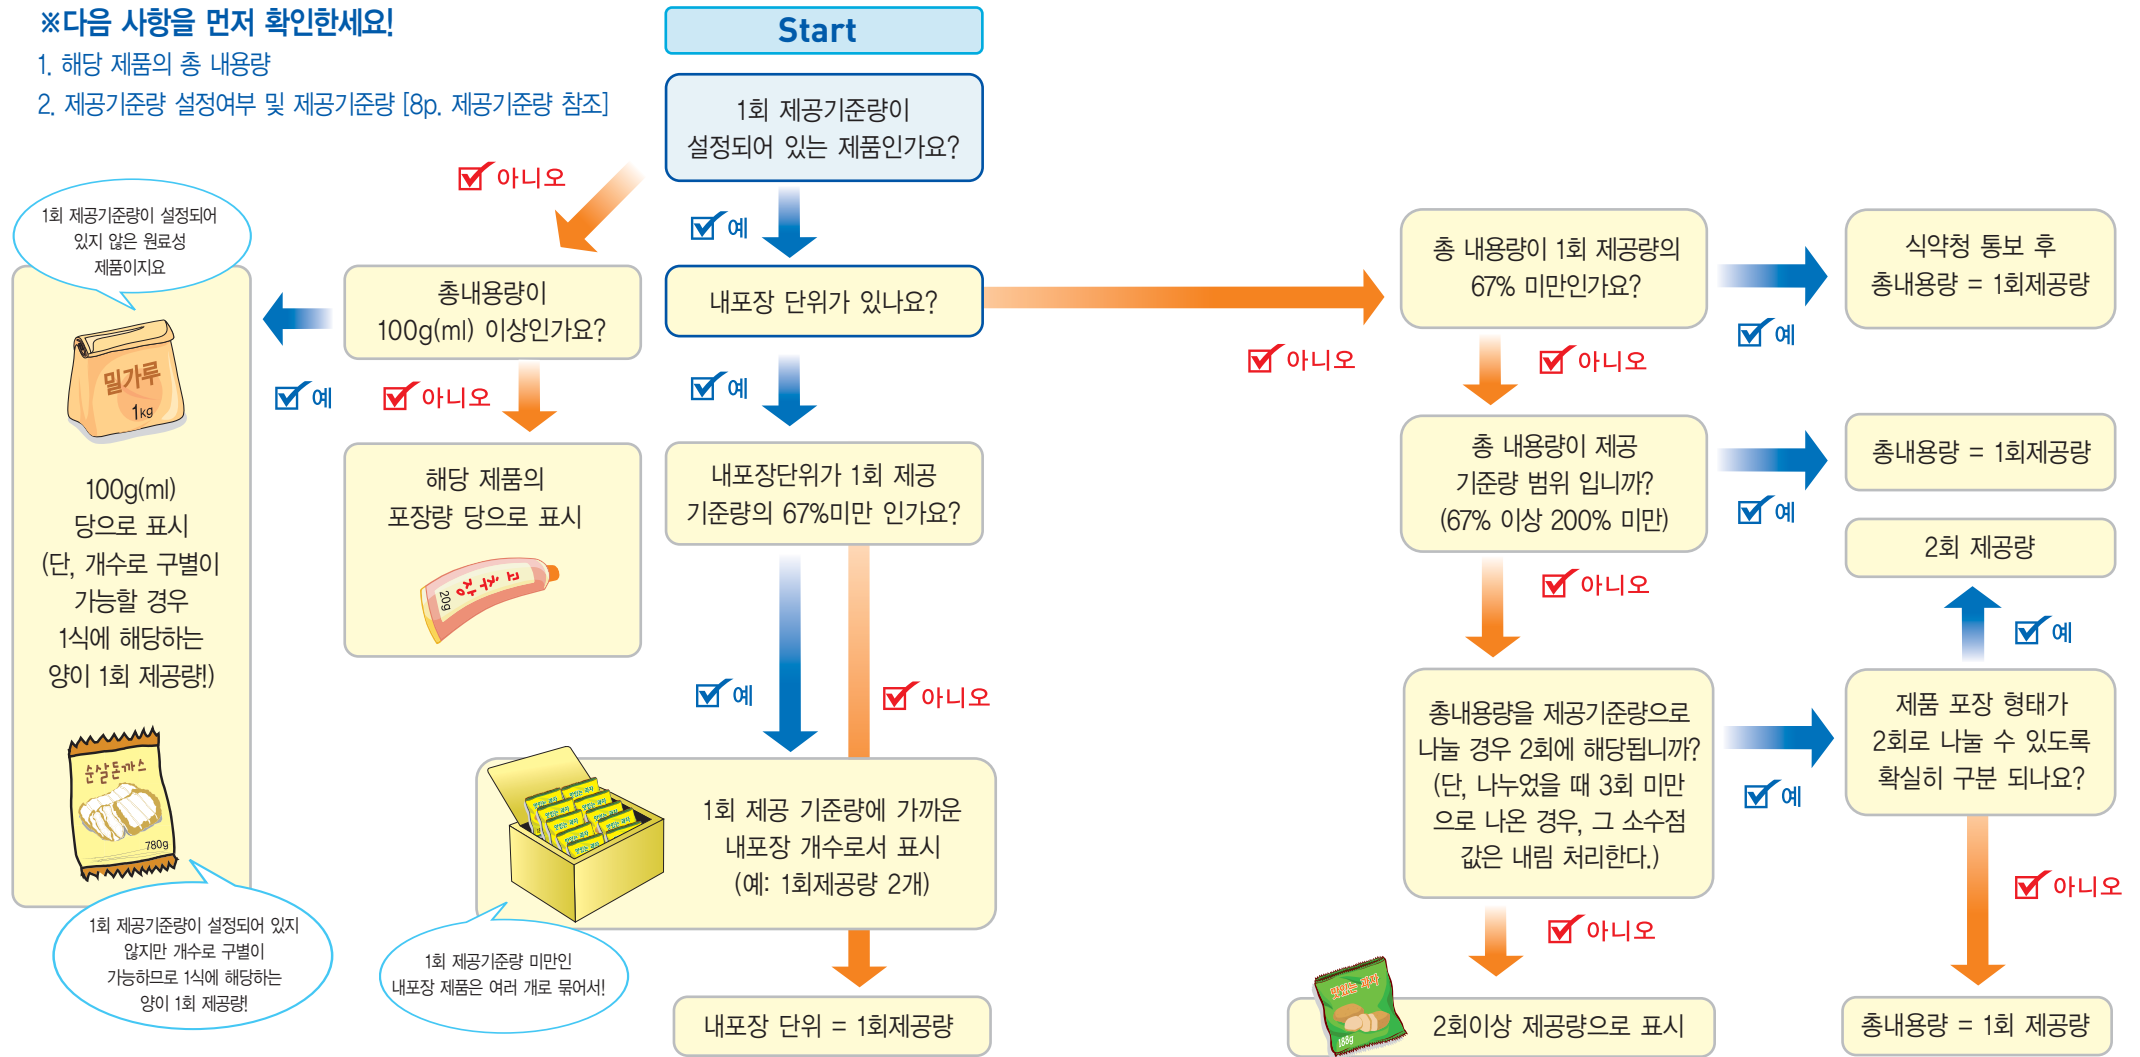 ※다음 사항을 먼저 확인한세요!
1. 해당 제품의 총 내용량
2. 제공기준량 설정여부 및 제공기준량 [8p. 제공기준량 참조]
Start
1회 제공기준량이
설정되어 있는 제품인가요?
아니오
예
1회 제공기준량이 설정되어
있지 않은 원료성
제품이지요
밀가루
1kg
100g(ml)
당으로 표시
(단, 개수로 구별이
가능할 경우
1식에 해당하는
양이 1회 제공량!)
순살돈까스
780g
1회 제공기준량이 설정되어 있지
않지만 개수로 구별이
가능하므로 1식에 해당하는
양이 1회 제공량!
총내용량이
100g(ml) 이상인가요?
예
아니오
해당 제품의
포장량 당으로 표시
고추장
20g
내포장 단위가 있나요?
예
아니오
내포장단위가 1회 제공
기준량의 67%미만 인가요?
예
아니오
맛있는 과자
1회 제공 기준량에 가까운
내포장 개수로서 표시
(예: 1회제공량 2개)
1회 제공기준량 미만인
내포장 제품은 여러 개로 묶어서!
내포장 단위 = 1회제공량
총 내용량이 1회 제공량의
67% 미만인가요?
예
아니오
식약청 통보 후
총내용량 = 1회제공량
총 내용량이 제공
기준량 범위 입니까?
(67% 이상 200% 미만)
예
아니오
총내용량 = 1회제공량
2회 제공량
예
총내용량을 제공기준량으로
나눌 경우 2회에 해당됩니까?
(단, 나누었을 때 3회 미만
으로 나온 경우, 그 소수점
값은 내림 처리한다.)
예
아니오
제품 포장 형태가
2회로 나눌 수 있도록
확실히 구분 되나요?
아니오
맛있는 과자
188g
2회이상 제공량으로 표시
총내용량 = 1회 제공량